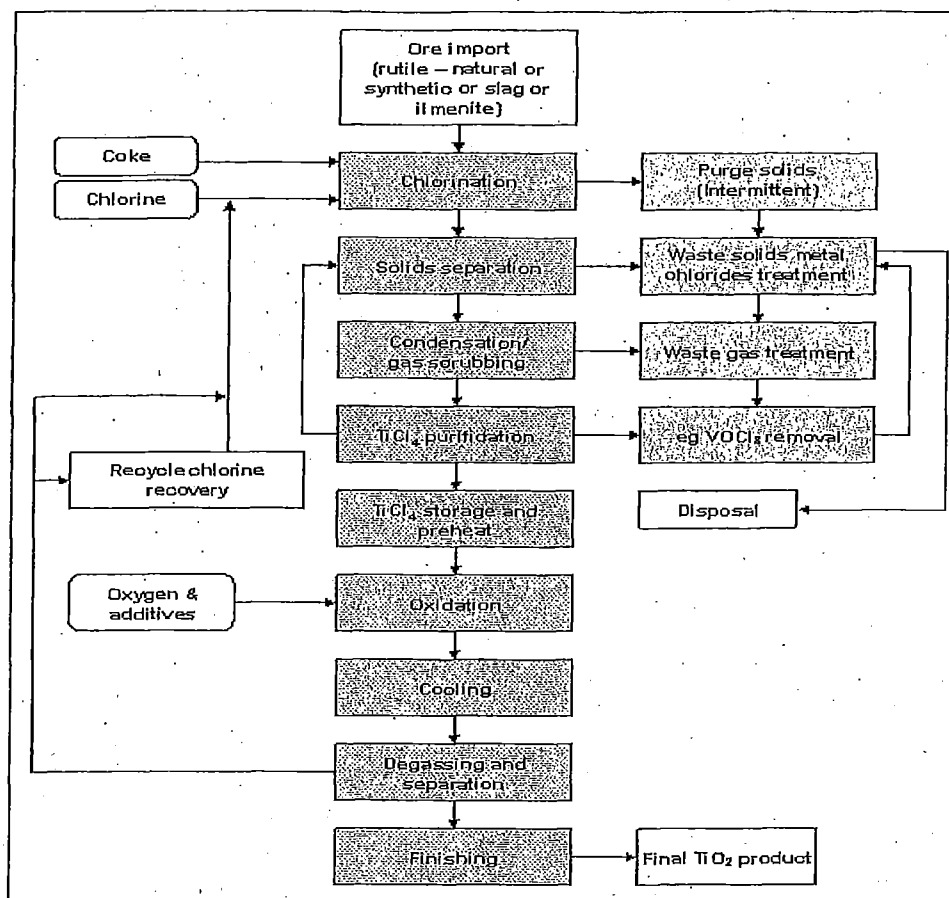 Ore import
(rutile – natural or
synthetic or slag or
ilmenite)
Coke
Chlorine
Chlorination
Purge solids
(Intermittent)
Solids separation
Waste solids metal
chlorides treatment
Condensation/
gas scrubbing
Waste gas treatment
TiCl₄ purification
eg VOCl₃ removal
Recycle chlorine
recovery
TiCl₄ storage and
preheat
Disposal
Oxygen &
additives
Oxidation
Cooling
Degassing and
separation
Finishing
Final TiO₂ product